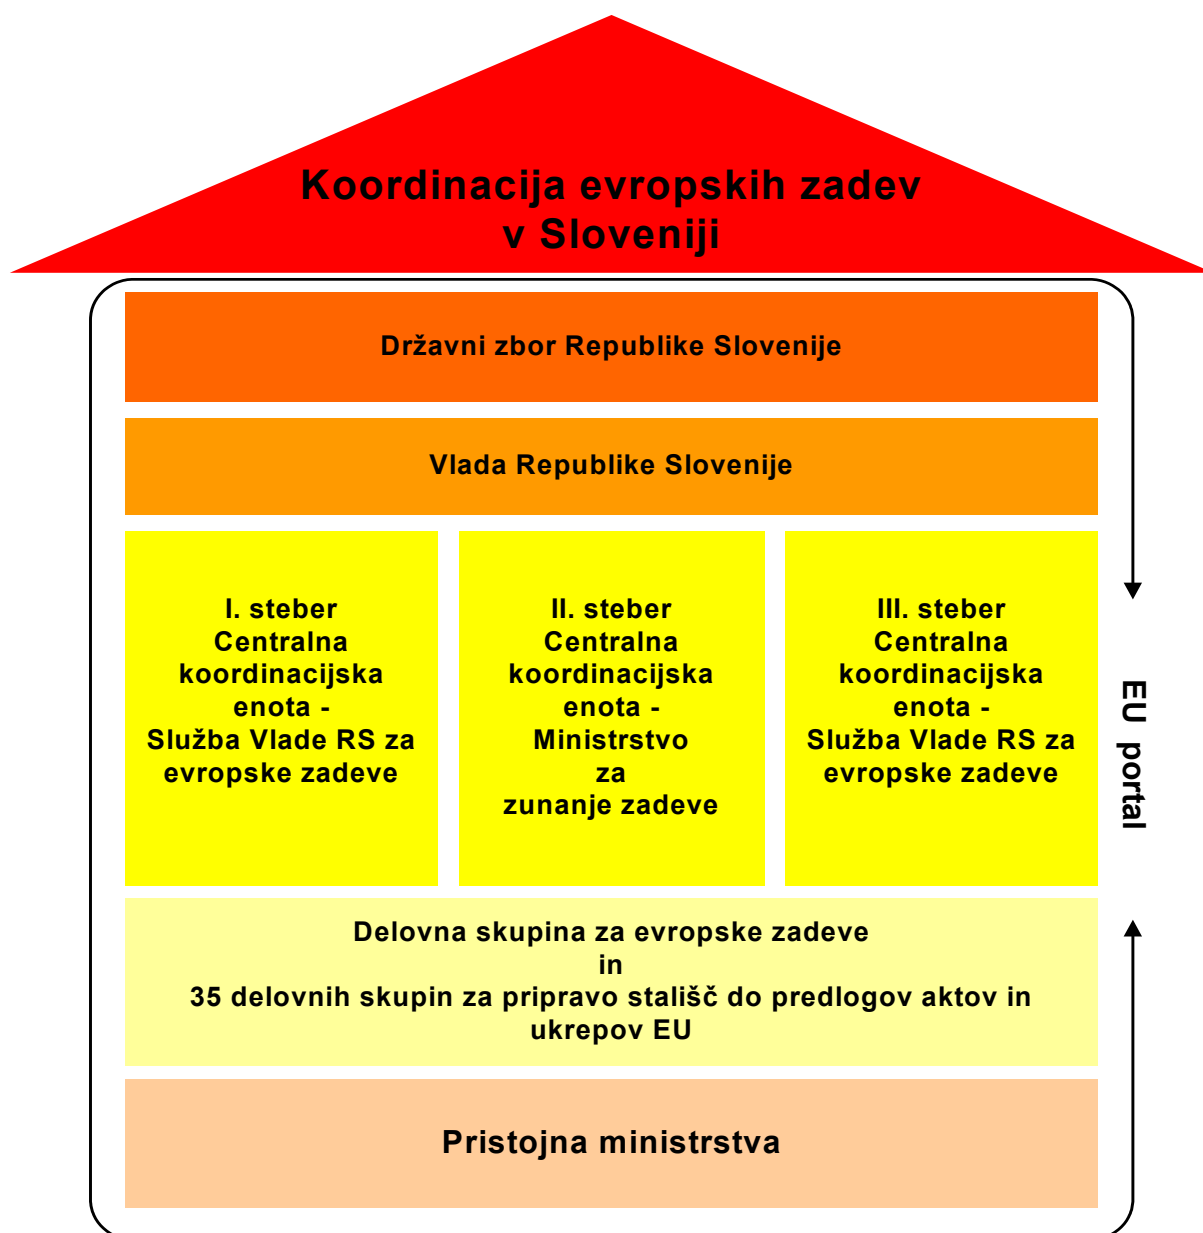 Koordinacija evropskih zadev
v Sloveniji
Državni zbor Republike Slovenije
Vlada Republike Slovenije
I. steber
Centralna
koordinacijska
enota -
Služba Vlade RS za
evropske zadeve
II. steber
Centralna
koordinacijska
enota -
Ministrstvo
za
zunanje zadeve
III. steber
Centralna
koordinacijska
enota -
Služba Vlade RS za
evropske zadeve
EU portal
Delovna skupina za evropske zadeve
in
35 delovnih skupin za pripravo stališč do predlogov aktov in
ukrepov EU
Pristojna ministrstva